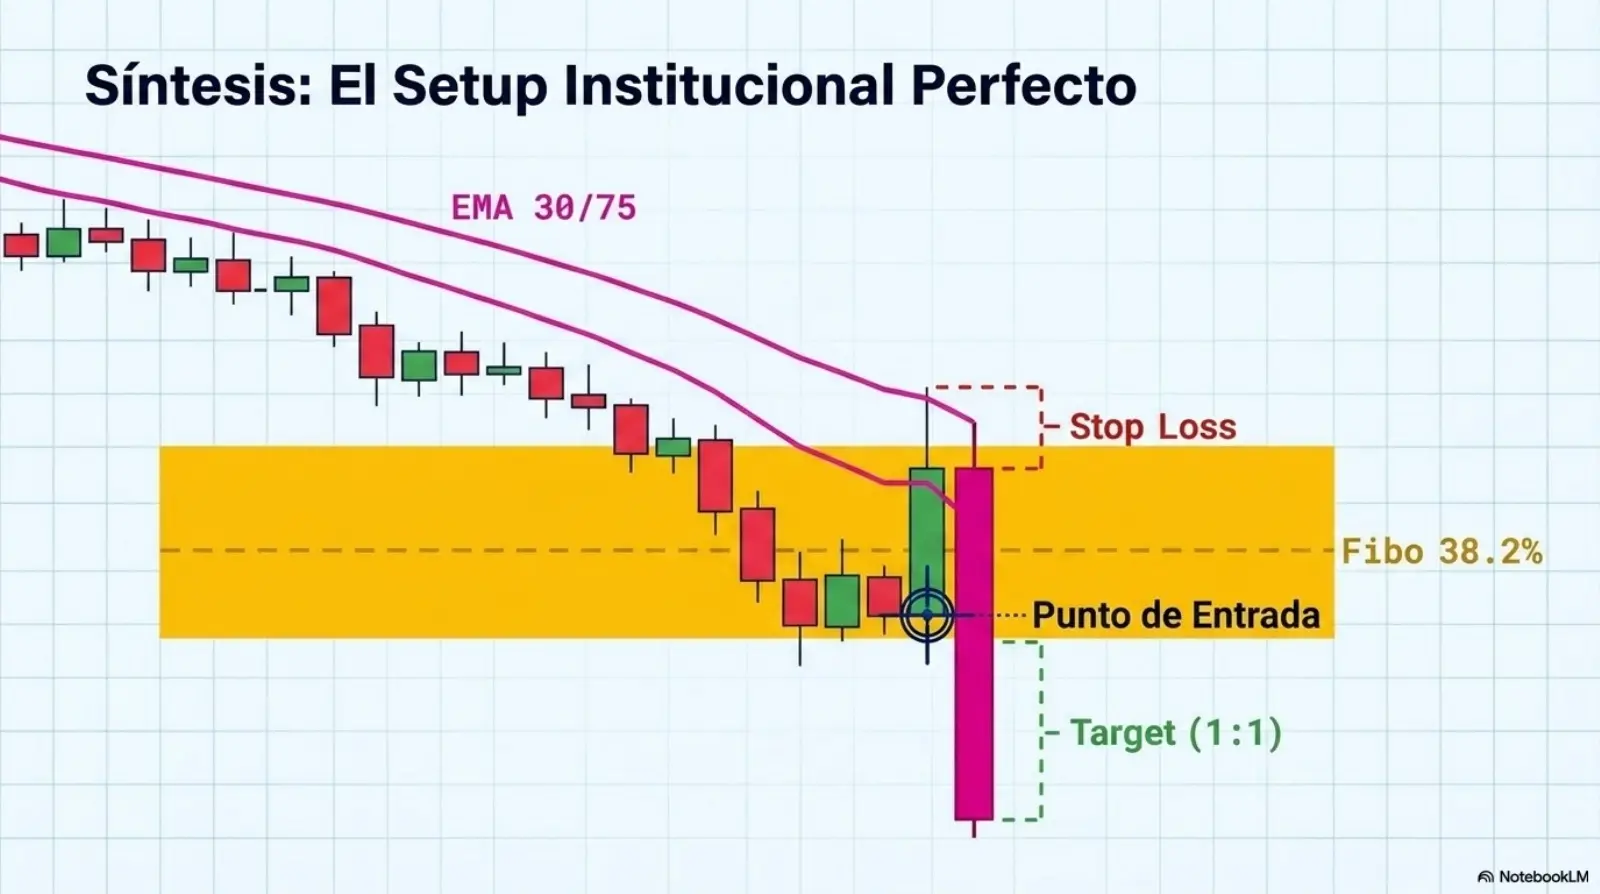 Síntesis: El Setup Institucional Perfecto
EMA 30/75
Stop Loss
Fibo 38.2%
Punto de Entrada
Target (1:1)
NotebookLM